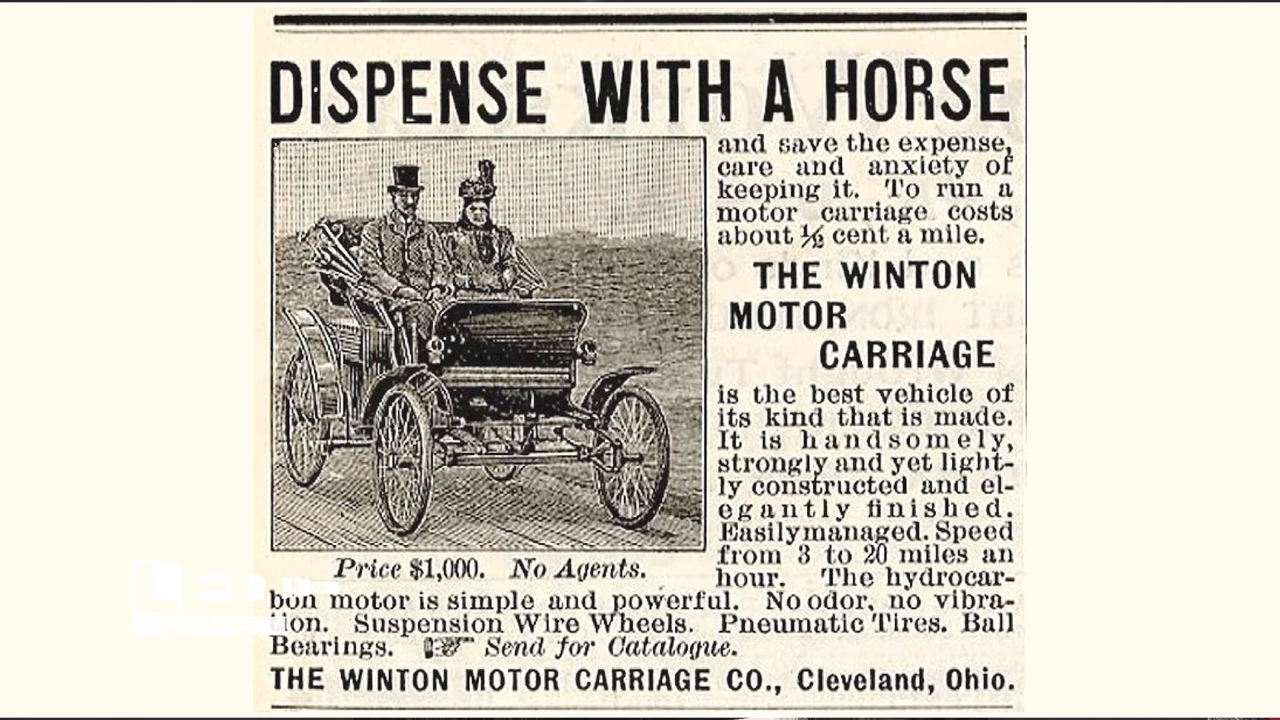 DISPENSE WITH A HORSE
and save the expense,
care and anxiety of
keeping it. To run a
motor carriage costs
about ½ cent a mile.
THE WINTON
MOTOR
CARRIAGE
is the best vehicle of
its kind that is made.
It is handsomely,
strongly and yet light-
ly constructed and el-
egantly finished.
Easily managed. Speed
from 3 to 20 miles an
hour. The hydrocar-
Price $1,000. No Agents.
bon motor is simple and powerful. No odor, no vibra-
tion. Suspension Wire Wheels. Pneumatic Tires. Ball
Bearings. ☞ Send for Catalogue.
THE WINTON MOTOR CARRIAGE CO., Cleveland, Ohio.
LIVE